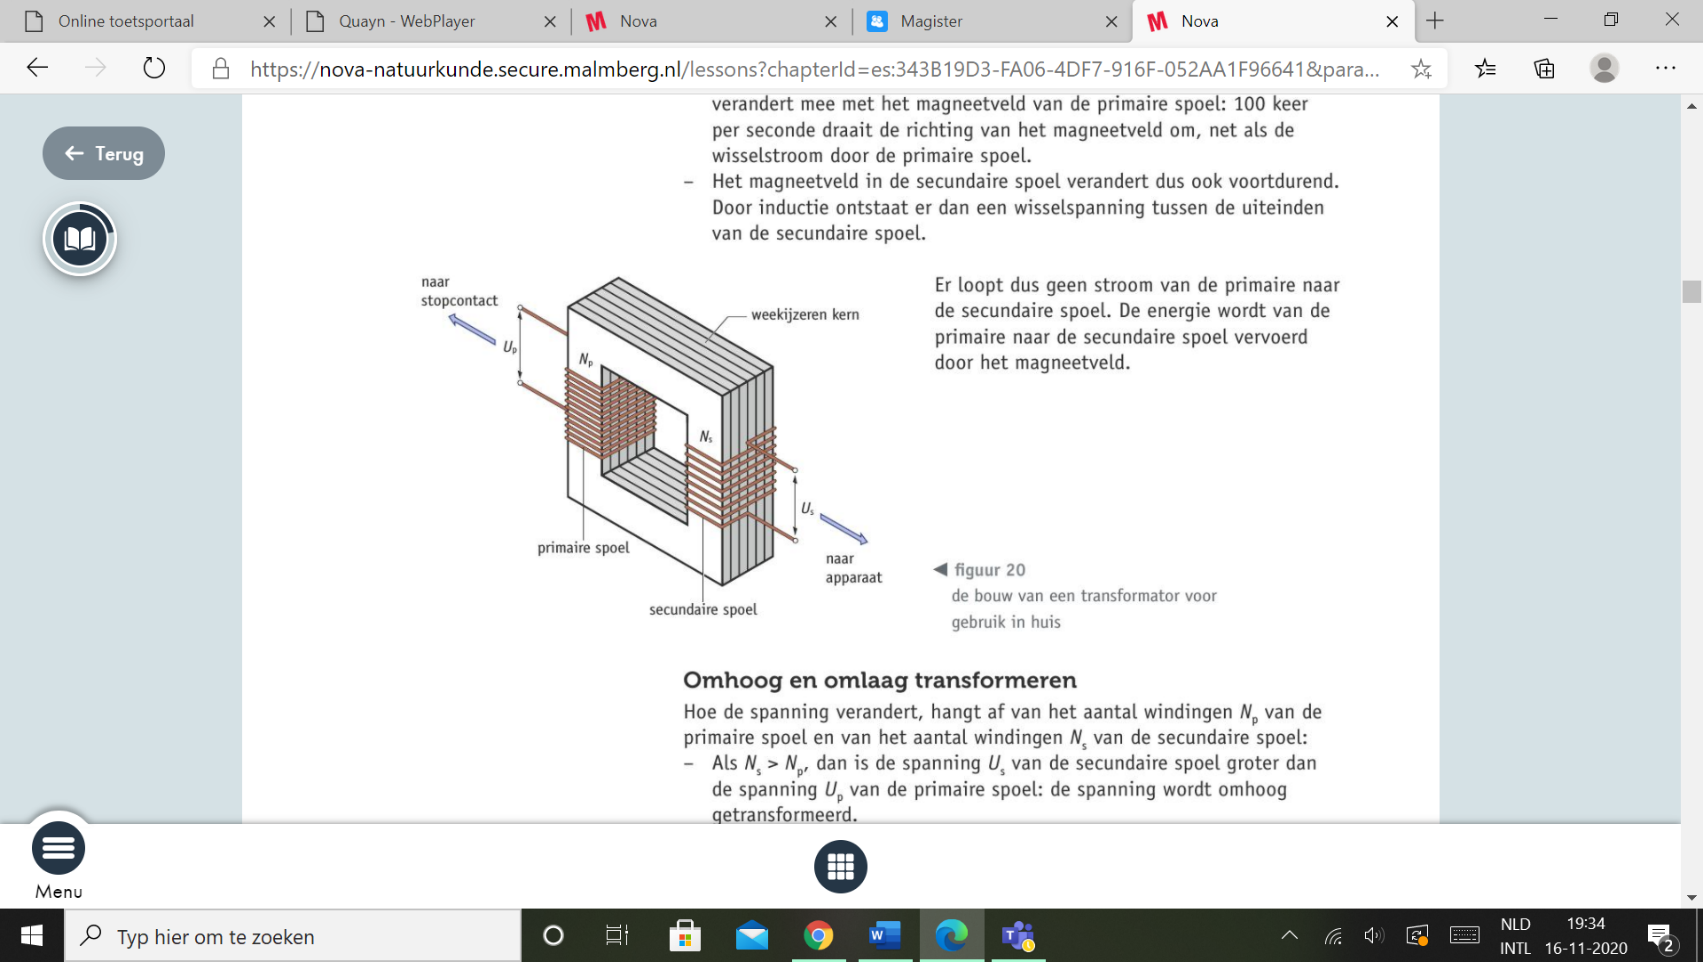 Online toetsportaal
Quayn - WebPlayer
Nova
Magister
Nova
https://nova-natuurkunde.secure.malmberg.nl/lessons?chapterId=es:343B19D3-FA06-4DF7-916F-052AA1F96641&para...
Terug
verandert mee met het magneetveld van de primaire spoel: 100 keer
per seconde draait de richting van het magneetveld om, net als de
wisselstroom door de primaire spoel.
– Het magneetveld in de secundaire spoel verandert dus ook voortdurend.
Door inductie ontstaat er dan een wisselspanning tussen de uiteinden
van de secundaire spoel.
naar
stopcontact
Up
Np
weekijzeren kern
Ns
Us
primaire spoel
secundaire spoel
naar
apparaat
Er loopt dus geen stroom van de primaire naar
de secundaire spoel. De energie wordt van de
primaire naar de secundaire spoel vervoerd
door het magneetveld.
◀ figuur 20
de bouw van een transformator voor
gebruik in huis
Omhoog en omlaag transformeren
Hoe de spanning verandert, hangt af van het aantal windingen Np van de
primaire spoel en van het aantal windingen Ns van de secundaire spoel:
– Als Ns > Np, dan is de spanning Us van de secundaire spoel groter dan
de spanning Up van de primaire spoel: de spanning wordt omhoog
getransformeerd.
Menu
Typ hier om te zoeken
NLD
INTL
19:34
16-11-2020
2